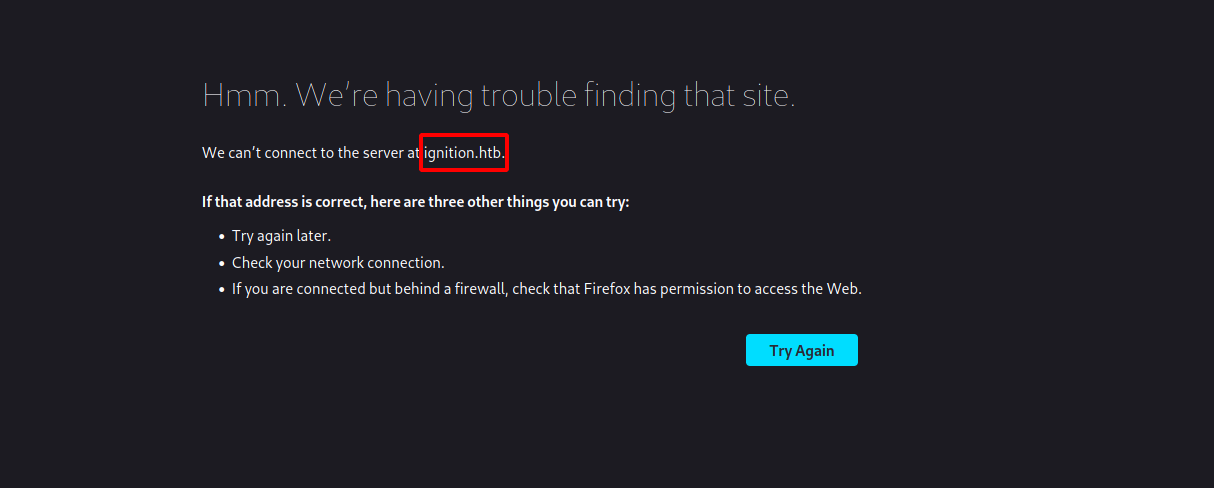 Hmm. We're having trouble finding that site.
We can't connect to the server at ignition.htb.
If that address is correct, here are three other things you can try:
• Try again later.
• Check your network connection.
• If you are connected but behind a firewall, check that Firefox has permission to access the Web.
Try Again